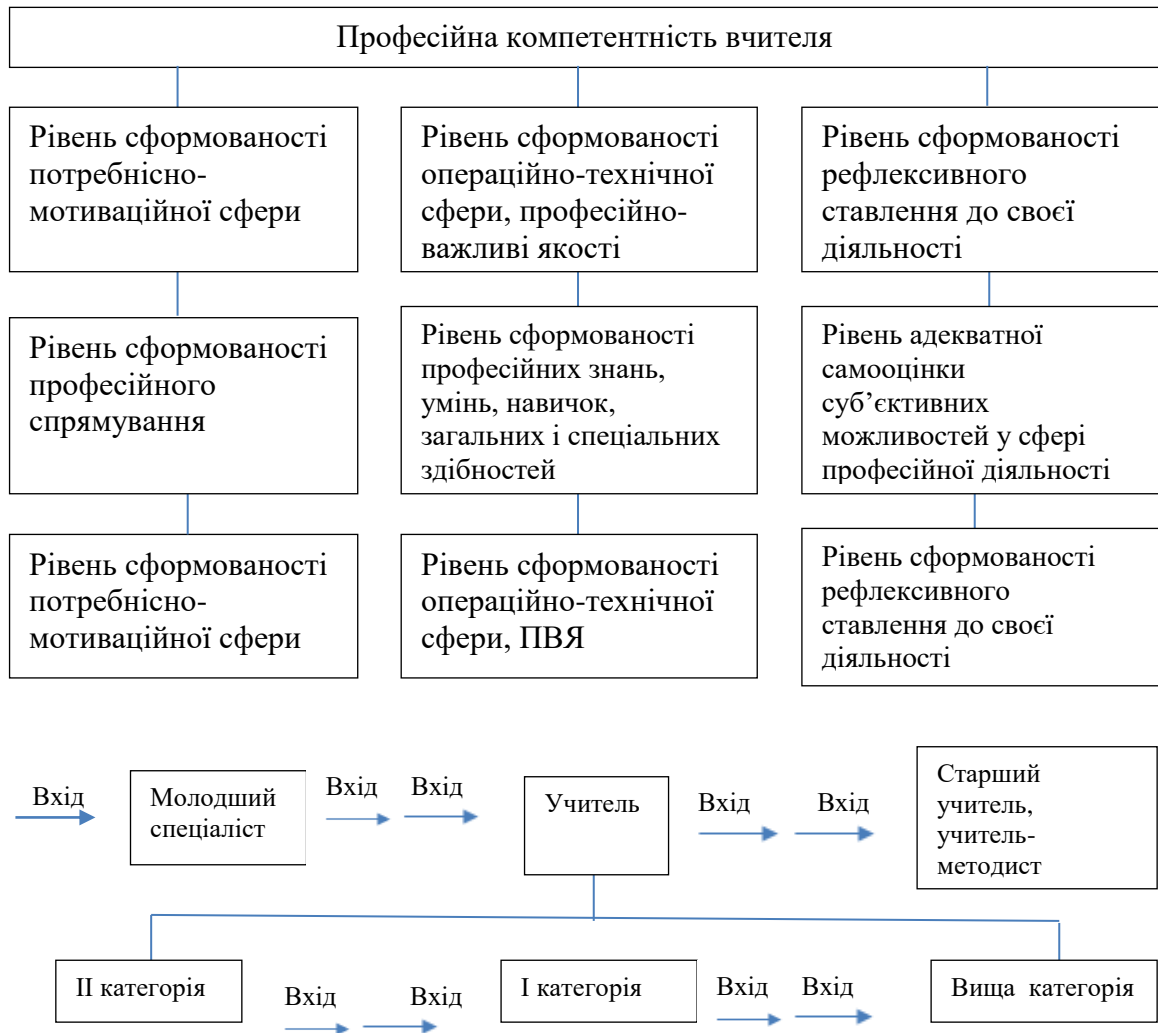 Професійна компетентність вчителя
Рівень сформованості
потребнісно-
мотиваційної сфери
Рівень сформованості
операційно-технічної
сфери, професійно-
важливі якості
Рівень сформованості
рефлексивного
ставлення до своєї
діяльності
Рівень сформованості
професійного
спрямування
Рівень сформованості
професійних знань,
умінь, навичок,
загальних і спеціальних
здібностей
Рівень адекватної
самооцінки
суб’єктивних
можливостей у сфері
професійної діяльності
Рівень сформованості
потребнісно-
мотиваційної сфери
Рівень сформованості
операційно-технічної
сфери, ПВЯ
Рівень сформованості
рефлексивного
ставлення до своєї
діяльності
Вхід
Молодший
спеціаліст
Вхід
Вхід
Учитель
Вхід
Вхід
Старший
учитель,
учитель-
методист
ІІ категорія
Вхід
Вхід
І категорія
Вхід
Вхід
Вища категорія